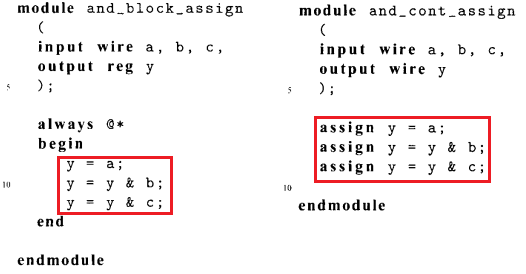 module and_block_assign
(
input wire a, b, c,
output reg y
5 );
always @*
begin
y = a;
10 y = y & b;
y = y & c;
end
endmodule
module and_cont_assign
(
input wire a, b, c,
output wire y
5 );
assign y = a;
assign y = y & b;
assign y = y & c;
10
endmodule